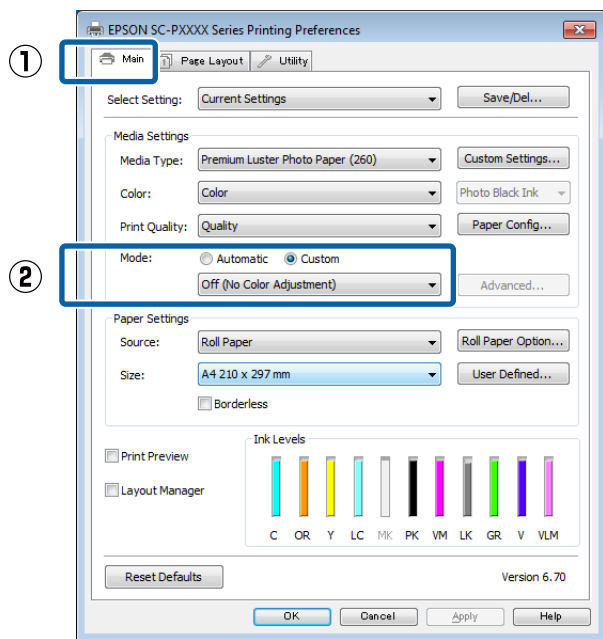 EPSON SC-PXXXX Series Printing Preferences
1
Main
Page Layout
Utility
Select Setting: Current Settings Save/Del...
Media Settings
Media Type: Premium Luster Photo Paper (260) Custom Settings...
Color: Color Photo Black Ink
Print Quality: Quality Paper Config...
2
Mode: Automatic Custom
Off (No Color Adjustment) Advanced...
Paper Settings
Source: Roll Paper Roll Paper Option...
Size: A4 210 x 297 mm User Defined...
Borderless
Ink Levels
Print Preview
Layout Manager
C OR Y LC MK PK VM LK GR V VLM
Reset Defaults Version 6.70
OK Cancel Apply Help